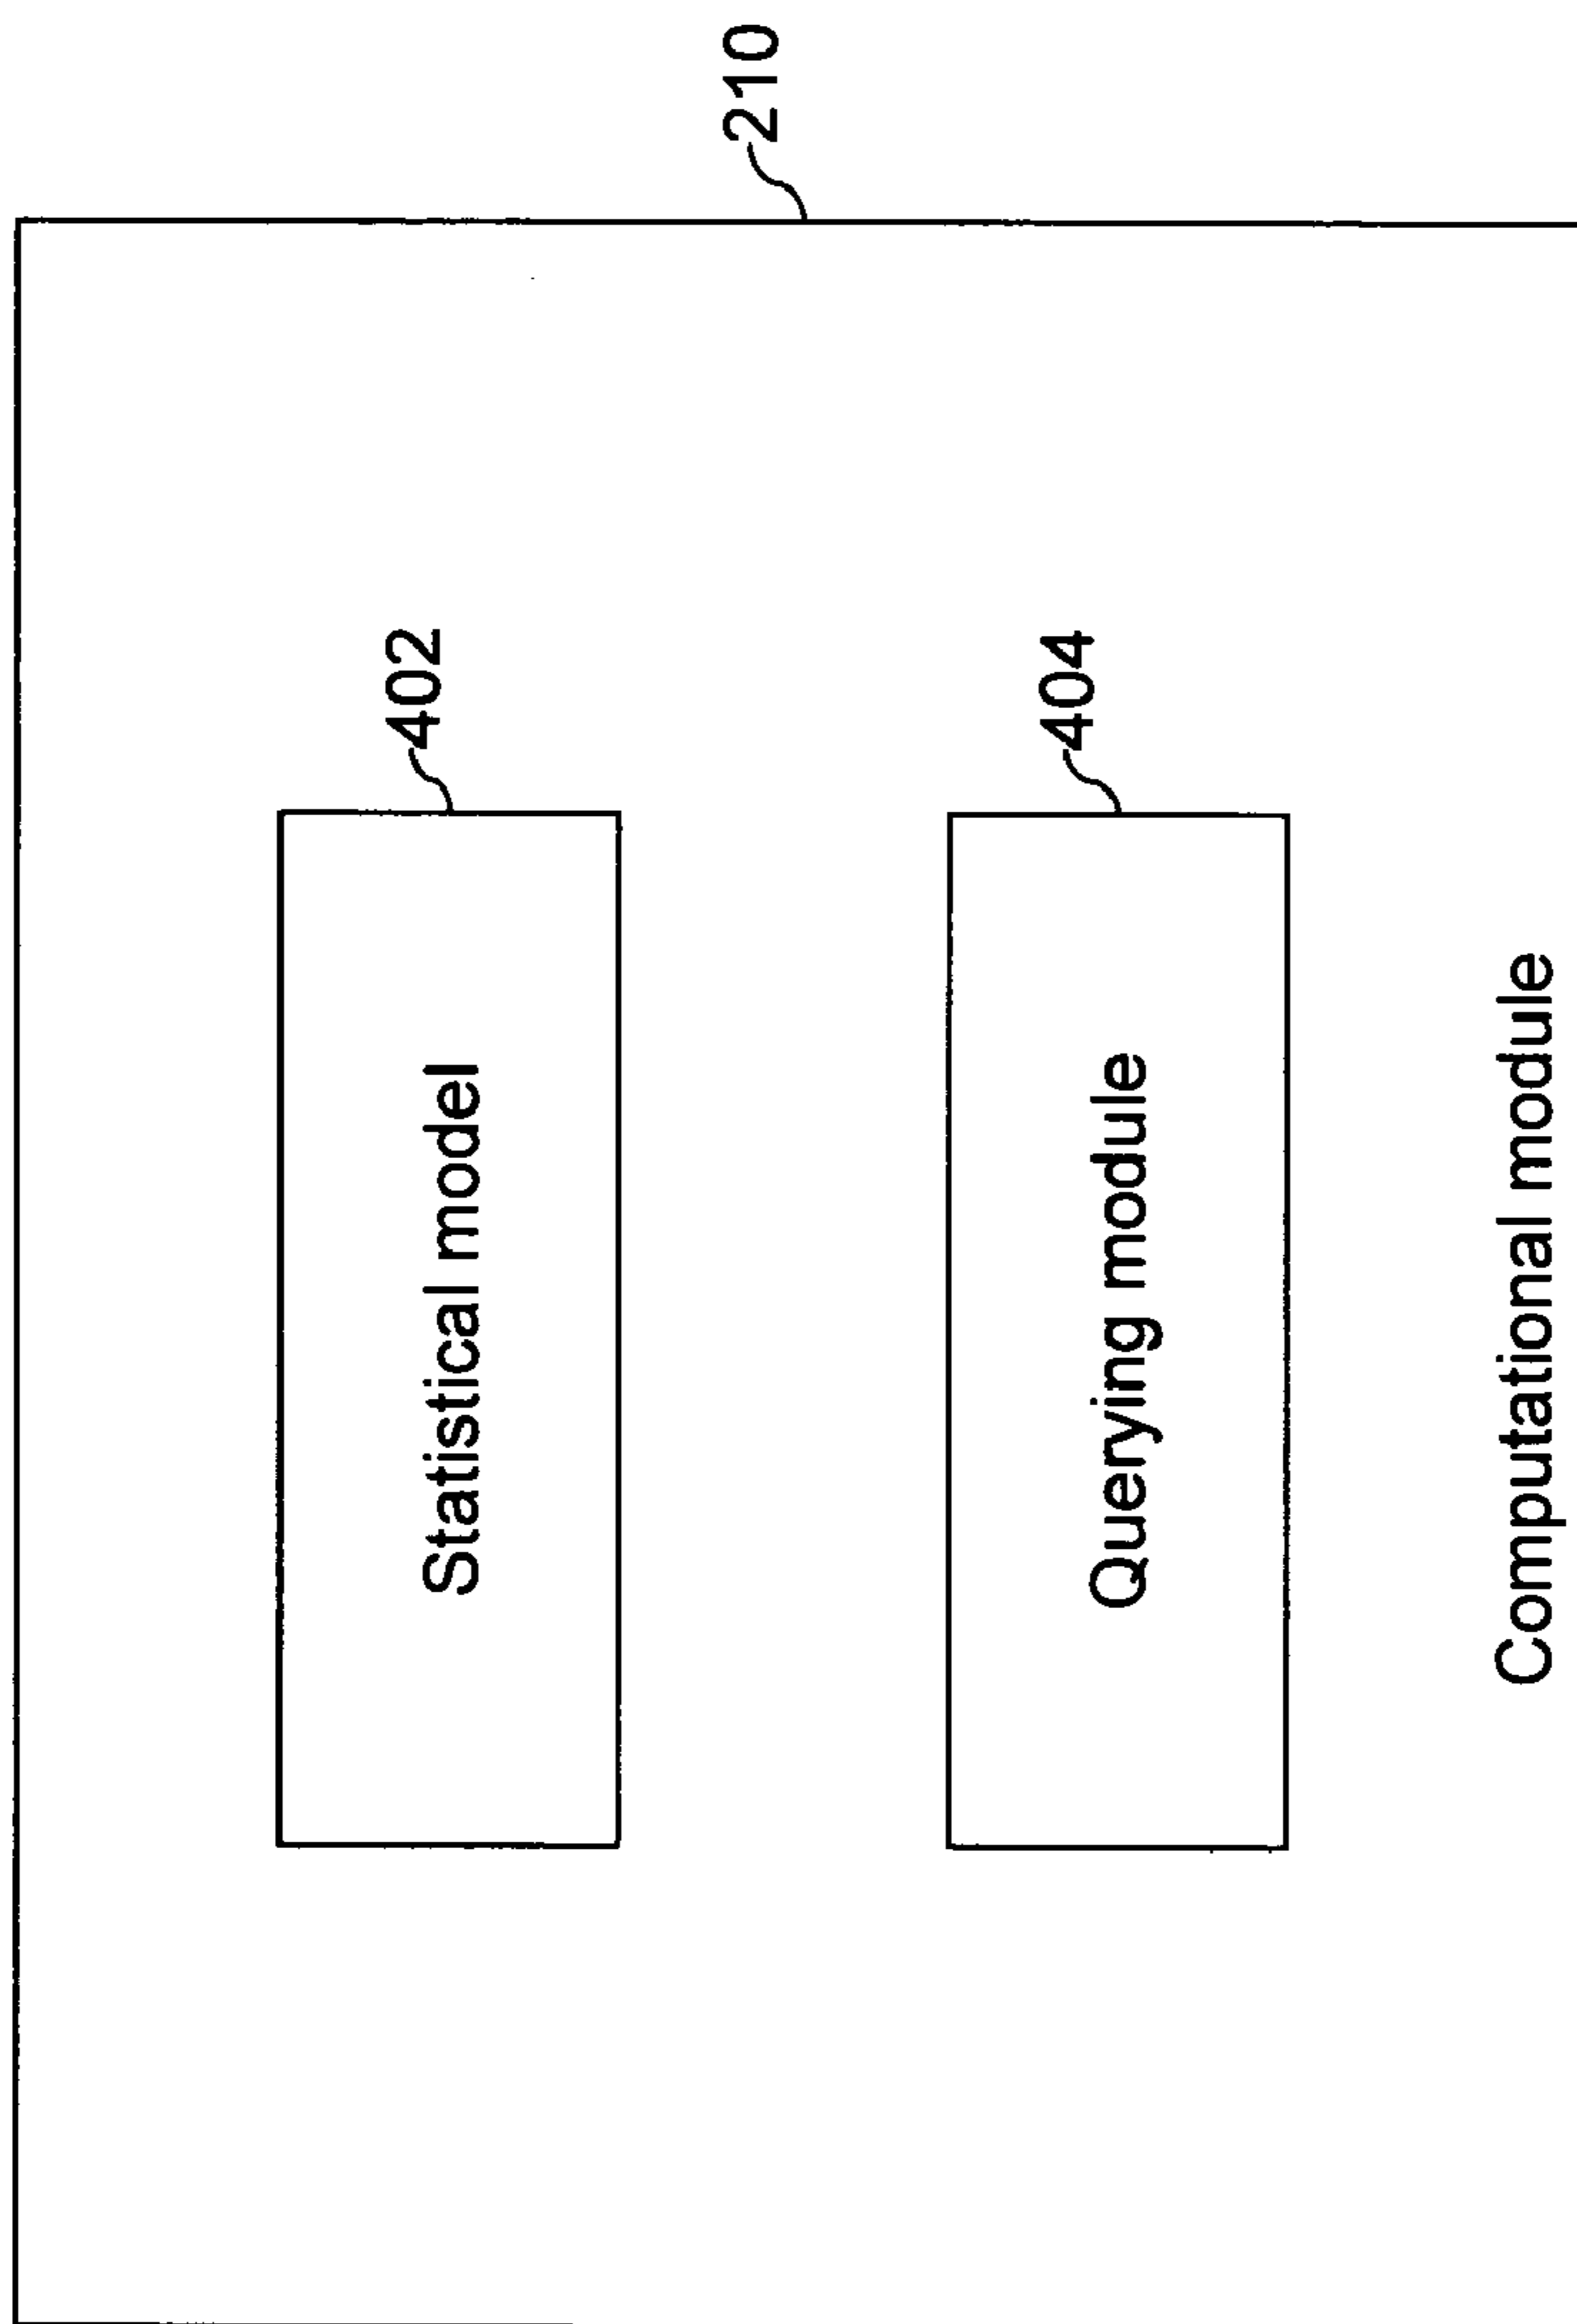 210
402
Statistical model
404
Querying module
Computational module